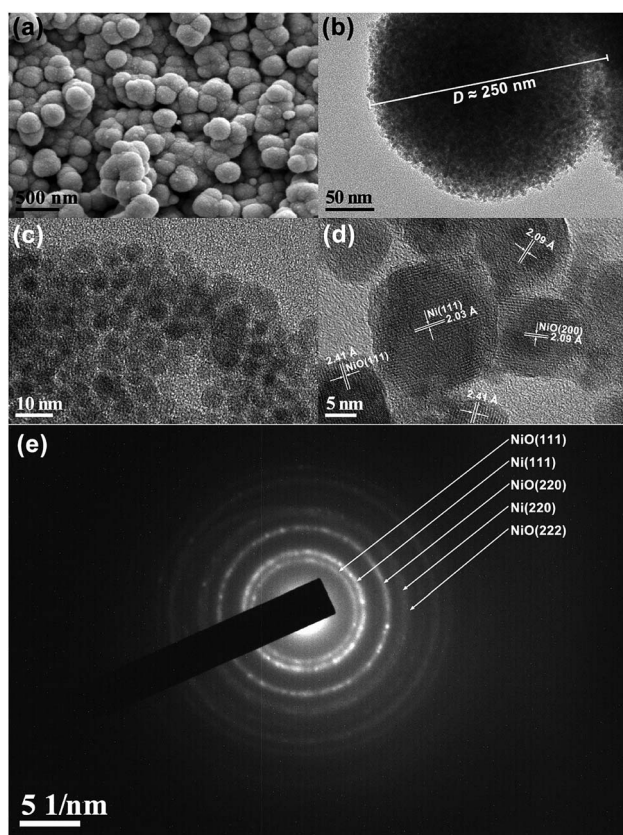 (a)
500 nm
(b)
D ≈ 250 nm
50 nm
(c)
10 nm
(d)
2.09 Å
Ni(111)
2.03 Å
NiO(200)
2.09 Å
2.41 Å
NiO(111)
2.41 Å
5 nm
(e)
NiO(111)
Ni(111)
NiO(220)
Ni(220)
NiO(222)
5 1/nm